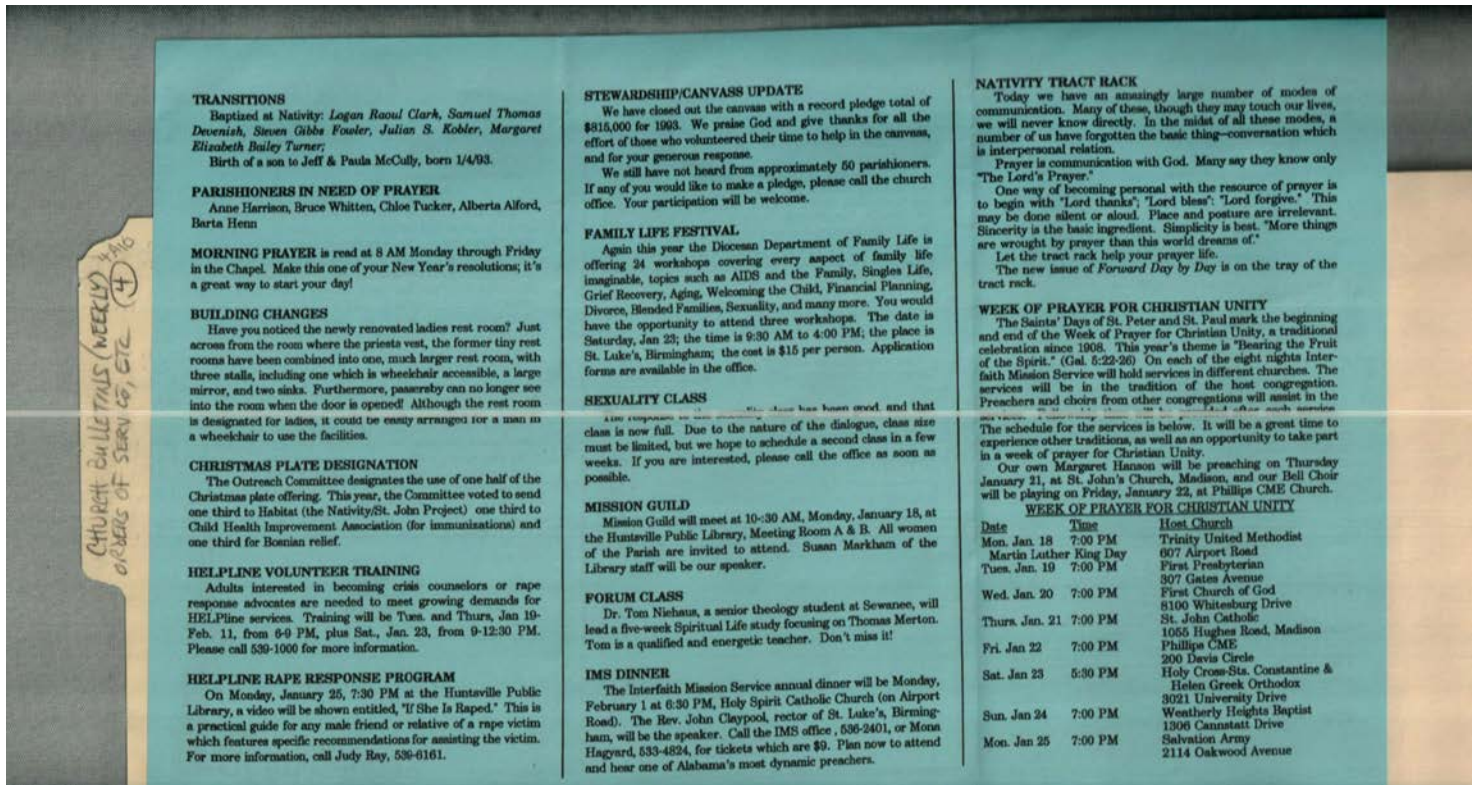 CHURCH BULLETINS (WEEKLY) 4A16
ORDERS OF SERVICE, ETC (4)
TRANSITIONS
Baptized at Nativity: Logan Raoul Clark, Samuel Thomas
Devenish, Steven Gibbs Fowler, Julian S. Kobler, Margaret
Elizabeth Bailey Turner;
Birth of a son to Jeff & Paula McCully, born 1/4/93.
PARISHIONERS IN NEED OF PRAYER
Anne Harrison, Bruce Whitten, Chloe Tucker, Alberta Alford,
Barta Henn
MORNING PRAYER is read at 8 AM Monday through Friday
in the Chapel. Make this one of your New Year's resolutions; it's
a great way to start your day!
BUILDING CHANGES
Have you noticed the newly renovated ladies rest room? Just
across from the room where the priests vest, the former tiny rest
rooms have been combined into one, much larger rest room, with
three stalls, including one which is wheelchair accessible, a large
mirror, and two sinks. Furthermore, passersby can no longer see
into the room when the door is opened! Although the rest room
is designated for ladies, it could be easily arranged for a man in
a wheelchair to use the facilities.
CHRISTMAS PLATE DESIGNATION
The Outreach Committee designates the use of one half of the
Christmas plate offering. This year, the Committee voted to send
one third to Habitat (the Nativity/St. John Project) one third to
Child Health Improvement Association (for immunizations) and
one third for Bosnian relief.
HELPLINE VOLUNTEER TRAINING
Adults interested in becoming crisis counselors or rape
response advocates are needed to meet growing demands for
HELPline services. Training will be Tues. and Thurs, Jan 19-
Feb. 11, from 6-9 PM, plus Sat., Jan. 23, from 9-12:30 PM.
Please call 539-1000 for more information.
HELPLINE RAPE RESPONSE PROGRAM
On Monday, January 25, 7:30 PM at the Huntsville Public
Library, a video will be shown entitled, "If She Is Raped." This is
a practical guide for any male friend or relative of a rape victim
which features specific recommendations for assisting the victim.
For more information, call Judy Ray, 539-6161.
STEWARDSHIP/CANVASS UPDATE
We have closed out the canvass with a record pledge total of
$815,000 for 1993. We praise God and give thanks for all the
effort of those who volunteered their time to help in the canvass,
and for your generous response.
We still have not heard from approximately 50 parishioners.
If any of you would like to make a pledge, please call the church
office. Your participation will be welcome.
FAMILY LIFE FESTIVAL
Again this year the Diocesan Department of Family Life is
offering 24 workshops covering every aspect of family life
imaginable, topics such as AIDS and the Family, Singles Life,
Grief Recovery, Aging, Welcoming the Child, Financial Planning,
Divorce, Blended Families, Sexuality, and many more. You would
have the opportunity to attend three workshops. The date is
Saturday, Jan 23; the time is 9:30 AM to 4:00 PM; the place is
St. Luke's, Birmingham; the cost is $15 per person. Application
forms are available in the office.
SEXUALITY CLASS
class has been good, and that
class is now full. Due to the nature of the dialogue, class size
must be limited, but we hope to schedule a second class in a few
weeks. If you are interested, please call the office as soon as
possible.
MISSION GUILD
Mission Guild will meet at 10-:30 AM, Monday, January 18, at
the Huntsville Public Library, Meeting Room A & B. All women
of the Parish are invited to attend. Susan Markham of the
Library staff will be our speaker.
FORUM CLASS
Dr. Tom Niehaus, a senior theology student at Sewanee, will
lead a five-week Spiritual Life study focusing on Thomas Merton.
Tom is a qualified and energetic teacher. Don't miss it!
IMS DINNER
The Interfaith Mission Service annual dinner will be Monday,
February 1 at 6:30 PM, Holy Spirit Catholic Church (on Airport
Road). The Rev. John Claypool, rector of St. Luke's, Birming-
ham, will be the speaker. Call the IMS office , 536-2401, or Mona
Hagyard, 533-4824, for tickets which are $9. Plan now to attend
and hear one of Alabama's most dynamic preachers.
NATIVITY TRACT RACK
Today we have an amazingly large number of modes of
communication. Many of these, though they may touch our lives,
we will never know directly. In the midst of all these modes, a
number of us have forgotten the basic thing—conversation which
is interpersonal relation.
Prayer is communication with God. Many say they know only
"The Lord's Prayer."
One way of becoming personal with the resource of prayer is
to begin with "Lord thanks"; "Lord bless"; "Lord forgive." This
may be done silent or aloud. Place and posture are irrelevant.
Sincerity is the basic ingredient. Simplicity is best. "More things
are wrought by prayer than this world dreams of."
Let the tract rack help your prayer life.
The new issue of Forward Day by Day is on the tray of the
tract rack.
WEEK OF PRAYER FOR CHRISTIAN UNITY
The Saints' Days of St. Peter and St. Paul mark the beginning
and end of the Week of Prayer for Christian Unity, a traditional
celebration since 1908. This year's theme is "Bearing the Fruit
of the Spirit." (Gal. 5:22-26) On each of the eight nights Inter-
faith Mission Service will hold services in different churches. The
services will be in the tradition of the host congregation.
Preachers and choirs from other congregations will assist in the
The schedule for the services is below. It will be a great time to
experience other traditions, as well as an opportunity to take part
in a week of prayer for Christian Unity.
Our own Margaret Hanson will be preaching on Thursday
January 21, at St. John's Church, Madison, and our Bell Choir
will be playing on Friday, January 22, at Phillips CME Church.
WEEK OF PRAYER FOR CHRISTIAN UNITY
Date Time Host Church
Mon. Jan. 18 7:00 PM Trinity United Methodist
Martin Luther King Day 607 Airport Road
Tues. Jan. 19 7:00 PM First Presbyterian
307 Gates Avenue
Wed. Jan. 20 7:00 PM First Church of God
8100 Whitesburg Drive
Thurs. Jan. 21 7:00 PM St. John Catholic
1055 Hughes Road, Madison
Fri. Jan 22 7:00 PM Phillips CME
200 Davis Circle
Sat. Jan 23 5:30 PM Holy Cross-Sts. Constantine &
Helen Greek Orthodox
3021 University Drive
Sun. Jan 24 7:00 PM Weatherly Heights Baptist
1306 Cannstatt Drive
Mon. Jan 25 7:00 PM Salvation Army
2114 Oakwood Avenue